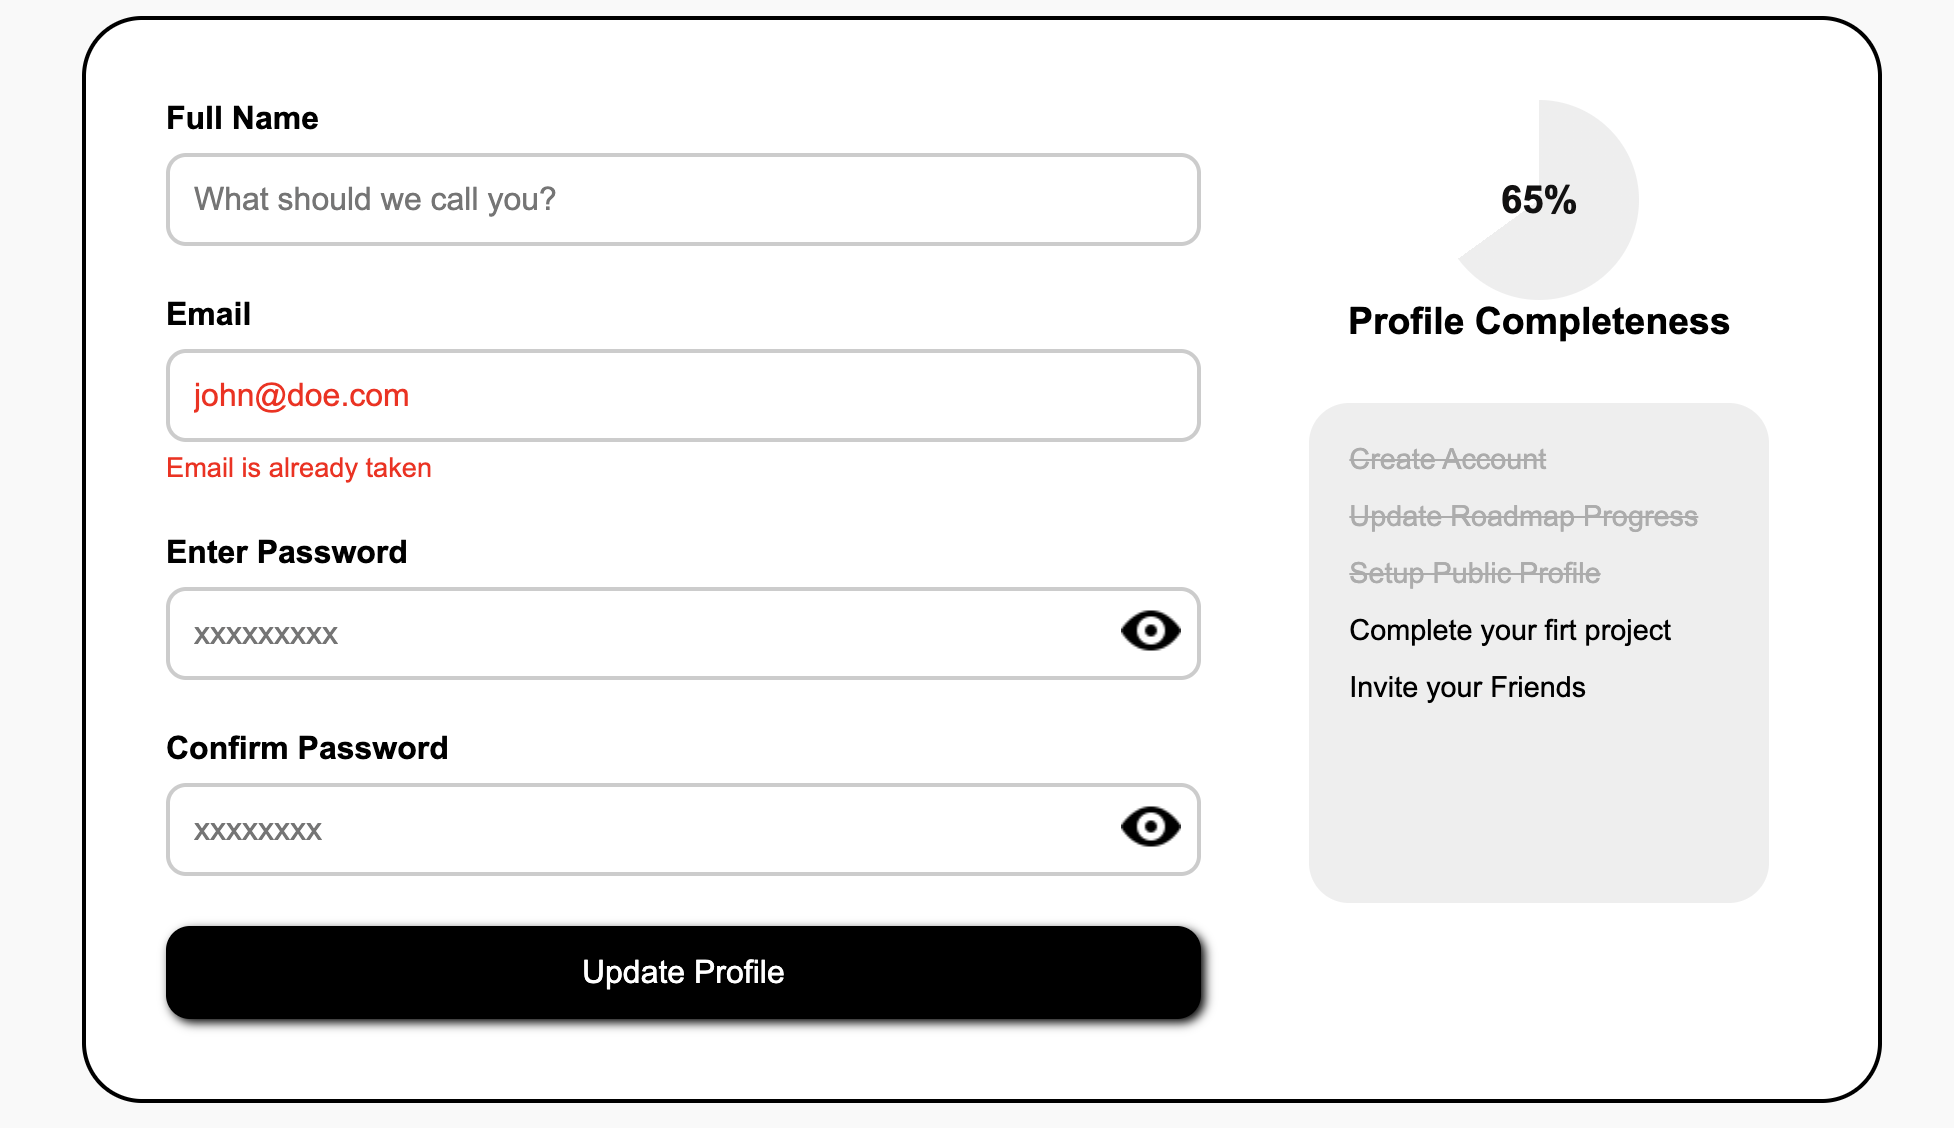 Full Name
What should we call you?
Email
john@doe.com
Email is already taken
Enter Password
xxxxxxxxx
Confirm Password
xxxxxxxx
Update Profile
65%
Profile Completeness
Create Account
Update Roadmap Progress
Setup Public Profile
Complete your firt project
Invite your Friends